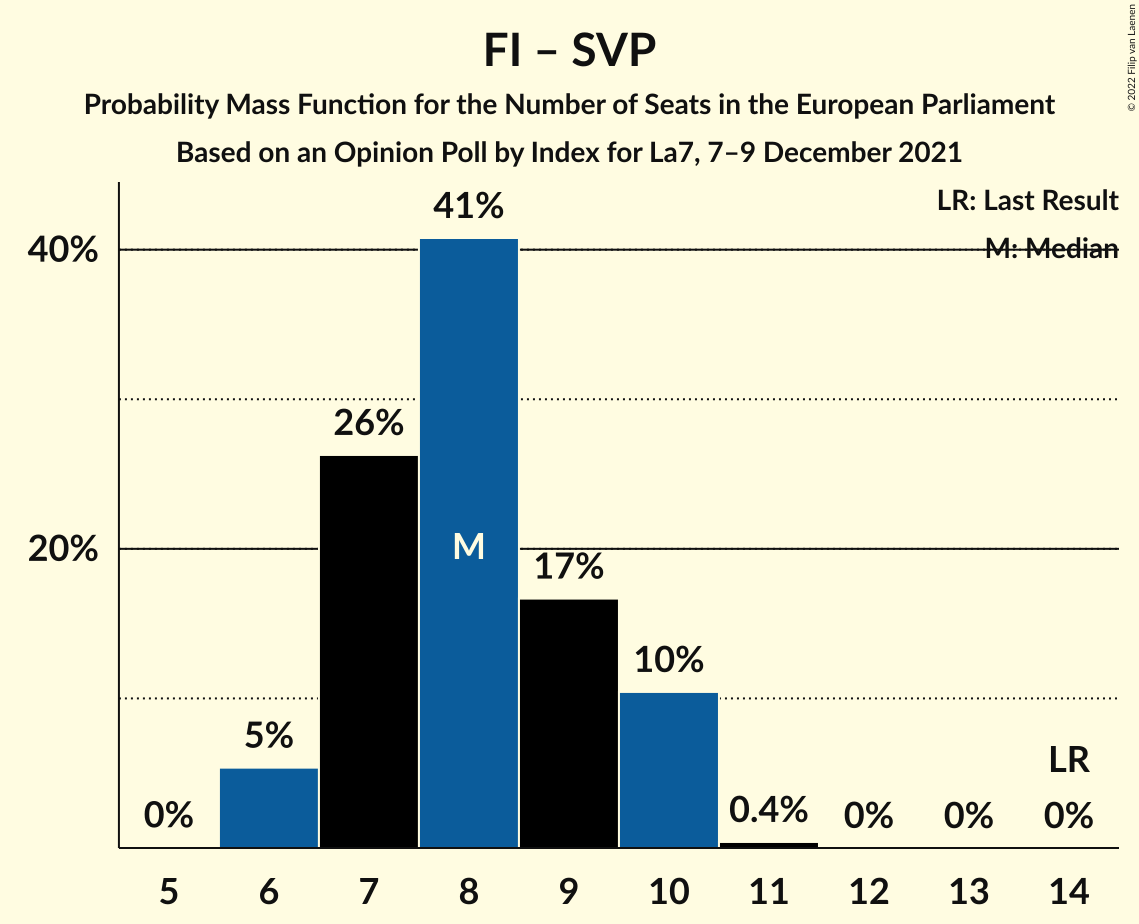 FI – SVP
Probability Mass Function for the Number of Seats in the European Parliament
Based on an Opinion Poll by Index for La7, 7–9 December 2021
© 2022 Filip van Laenen
LR: Last Result
M: Median
40%
20%
0%
5%
26%
41%
M
17%
10%
0.4%
0%
0%
LR
0%
5 6 7 8 9 10 11 12 13 14